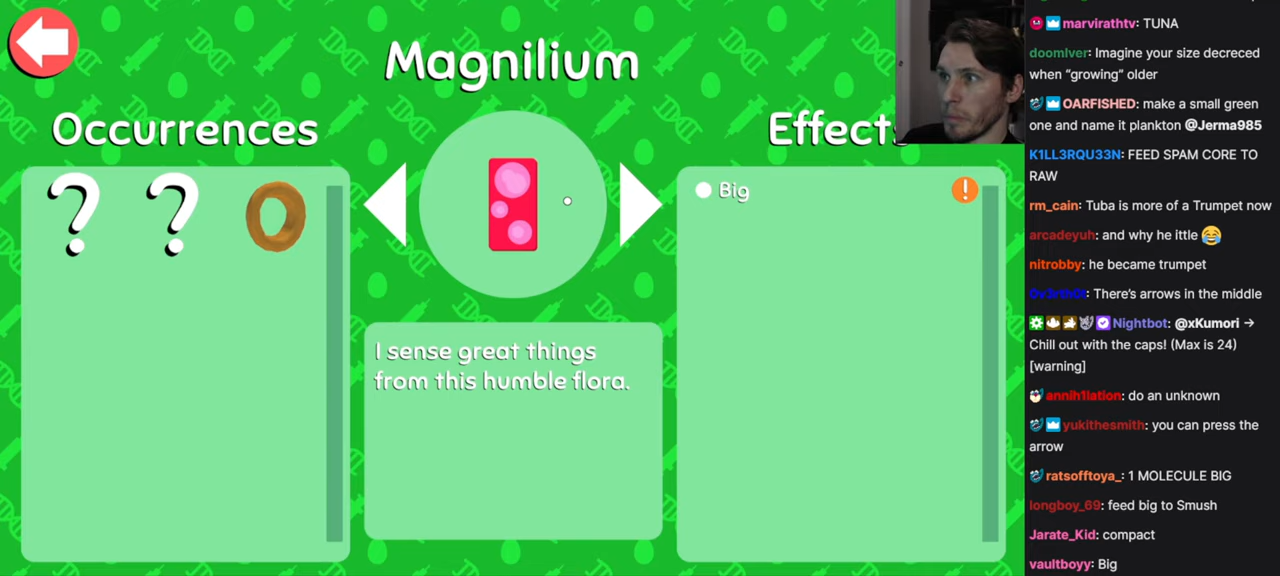 Magnilium
Occurrences
Effects
? ?
Big
!
I sense great things
from this humble flora.
marvirathtv: TUNA
doomlver: Imagine your size decreced
when “growing” older
OARFISHED: make a small green
one and name it plankton @Jerma985
K1LL3RQU33N: FEED SPAM CORE TO
RAW
rm_cain: Tuba is more of a Trumpet now
arcadeyuh: and why he ittle 😂
nitrobby: he became trumpet
There’s arrows in the middle
Nightbot: @xKumori →
Chill out with the caps! (Max is 24)
[warning]
annih1lation: do an unknown
yukithesmith: you can press the
arrow
ratsofftoya_: 1 MOLECULE BIG
longboy_69: feed big to Smush
Jarate_Kid: compact
vaultboyy: Big